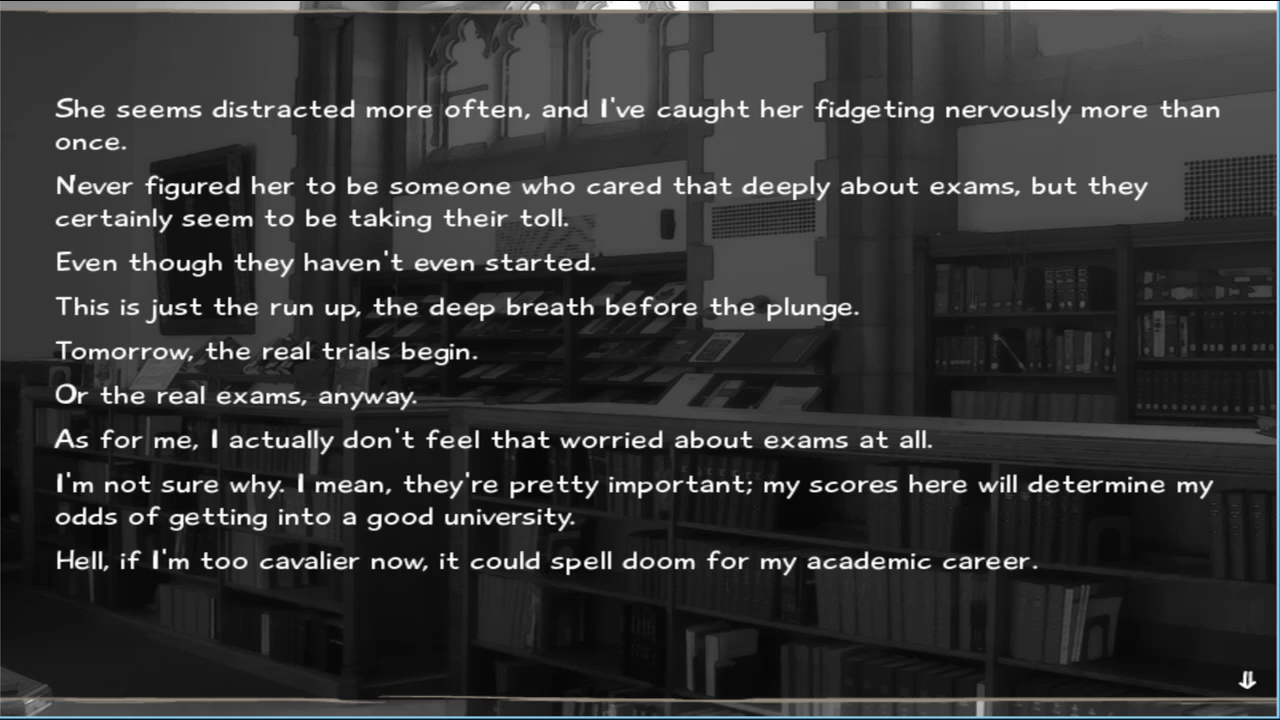 She seems distracted more often, and I've caught her fidgeting nervously more than
once.
Never figured her to be someone who cared that deeply about exams, but they
certainly seem to be taking their toll.
Even though they haven't even started.
This is just the run up, the deep breath before the plunge.
Tomorrow, the real trials begin.
Or the real exams, anyway.
As for me, I actually don't feel that worried about exams at all.
I'm not sure why. I mean, they're pretty important; my scores here will determine my
odds of getting into a good university.
Hell, if I'm too cavalier now, it could spell doom for my academic career.